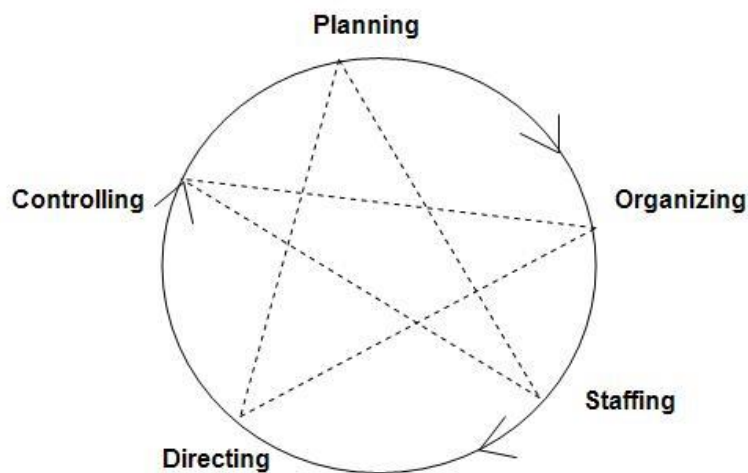 Planning
Controlling
Organizing
Staffing
Directing